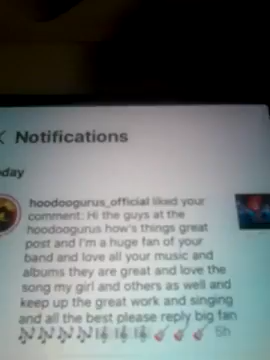 Notifications
day
hoodoogurus_official liked your
comment: Hi the guys at the
hoodoogurus how's things great
post and I'm a huge fan of your
band and love all your music and
albums they are great and love the
song my girl and others as well and
keep up the great work and singing
and all the best please reply big fan
🎶🎶🎶🎶🎼🎼🎼🎸🎸🎸 5h